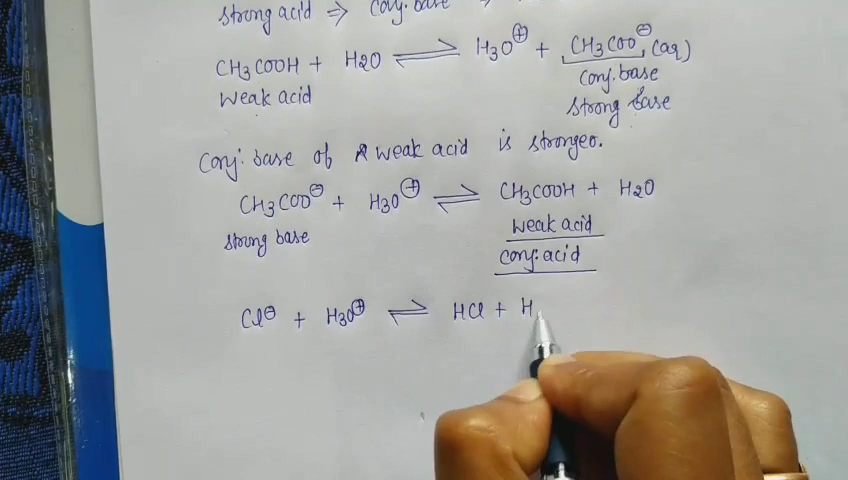 strong acid ⇒ Conj. base ⇒
CH3COOH + H2O ⇌ H3O⊕ + CH3COO⊖, (aq)
weak acid
Conj. base
strong base
Conj. base of a weak acid is stronger.
CH3COO⊖ + H3O⊕ ⇌ CH3COOH + H2O
strong base
weak acid
Conj. acid
Cl⊖ + H3O⊕ ⇌ HCl + H